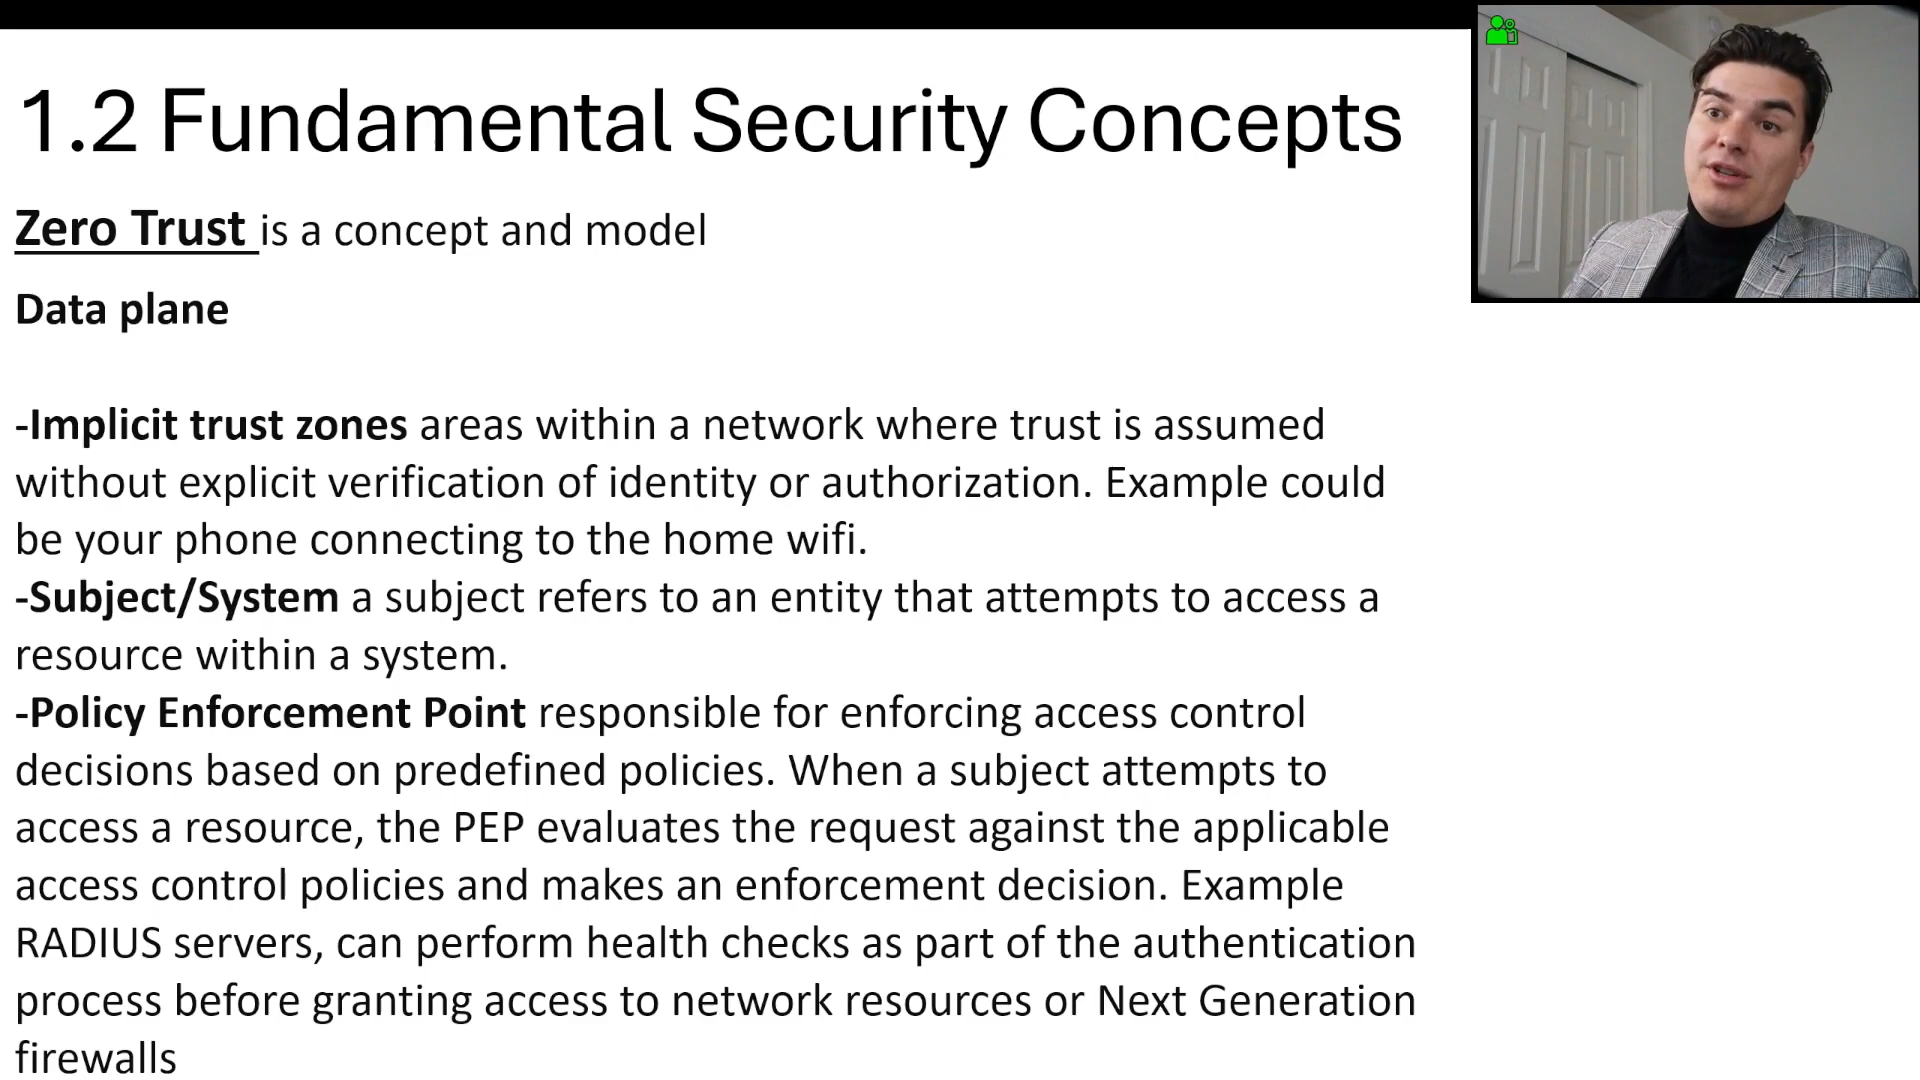 1.2 Fundamental Security Concepts
Zero Trust is a concept and model
Data plane
-Implicit trust zones areas within a network where trust is assumed
without explicit verification of identity or authorization. Example could
be your phone connecting to the home wifi.
-Subject/System a subject refers to an entity that attempts to access a
resource within a system.
-Policy Enforcement Point responsible for enforcing access control
decisions based on predefined policies. When a subject attempts to
access a resource, the PEP evaluates the request against the applicable
access control policies and makes an enforcement decision. Example
RADIUS servers, can perform health checks as part of the authentication
process before granting access to network resources or Next Generation
firewalls